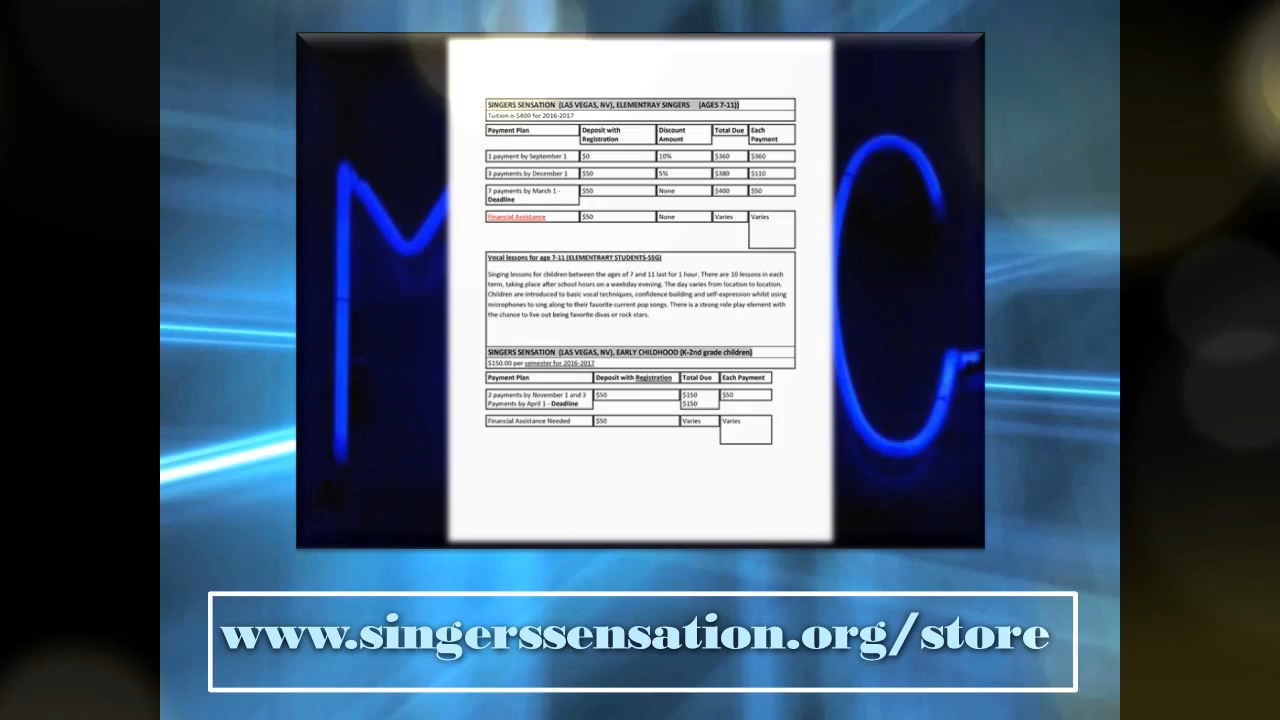 SINGERS SENSATION (LAS VEGAS, NV), ELEMENTRAY SINGERS (AGES 7-11))
Tuition is $400 for 2016-2017
Payment Plan Deposit with Registration Discount Amount Total Due Each Payment
1 payment by September 1 $0 10% $360 $360
3 payments by December 1 $50 5% $380 $110
7 payments by March 1 - Deadline $50 None $400 $50
Financial Assistance $50 None Varies Varies
Vocal lessons for age 7-11 (ELEMENTRARY STUDENTS-SSG)
Singing lessons for children between the ages of 7 and 11 last for 1 hour. There are 10 lessons in each
term, taking place after school hours on a weekday evening. The day varies from location to location.
Children are introduced to basic vocal techniques, confidence building and self-expression whilst using
microphones to sing along to their favorite current pop songs. There is a strong role play element with
the chance to live out being favorite divas or rock stars.
SINGERS SENSATION (LAS VEGAS, NV), EARLY CHILDHOOD (K-2nd grade children)
$150.00 per semester for 2016-2017
Payment Plan Deposit with Registration Total Due Each Payment
2 payments by November 1 and 3 $50 $150 $50
Payments by April 1 - Deadline $150
Financial Assistance Needed $50 Varies Varies
www.singerssensation.org/store